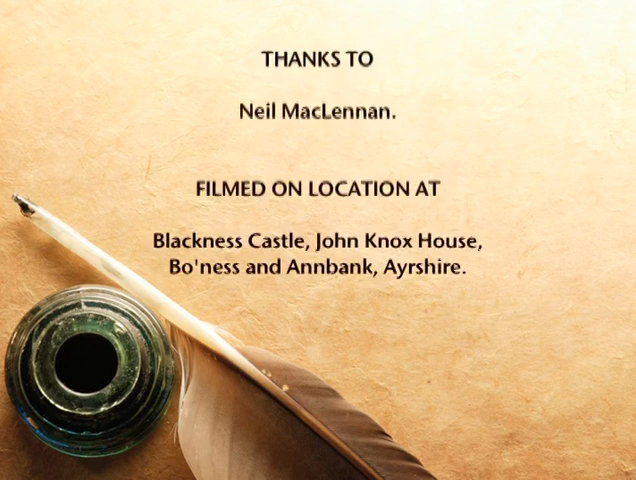 THANKS TO
Neil MacLennan.
FILMED ON LOCATION AT
Blackness Castle, John Knox House,
Bo'ness and Annbank, Ayrshire.